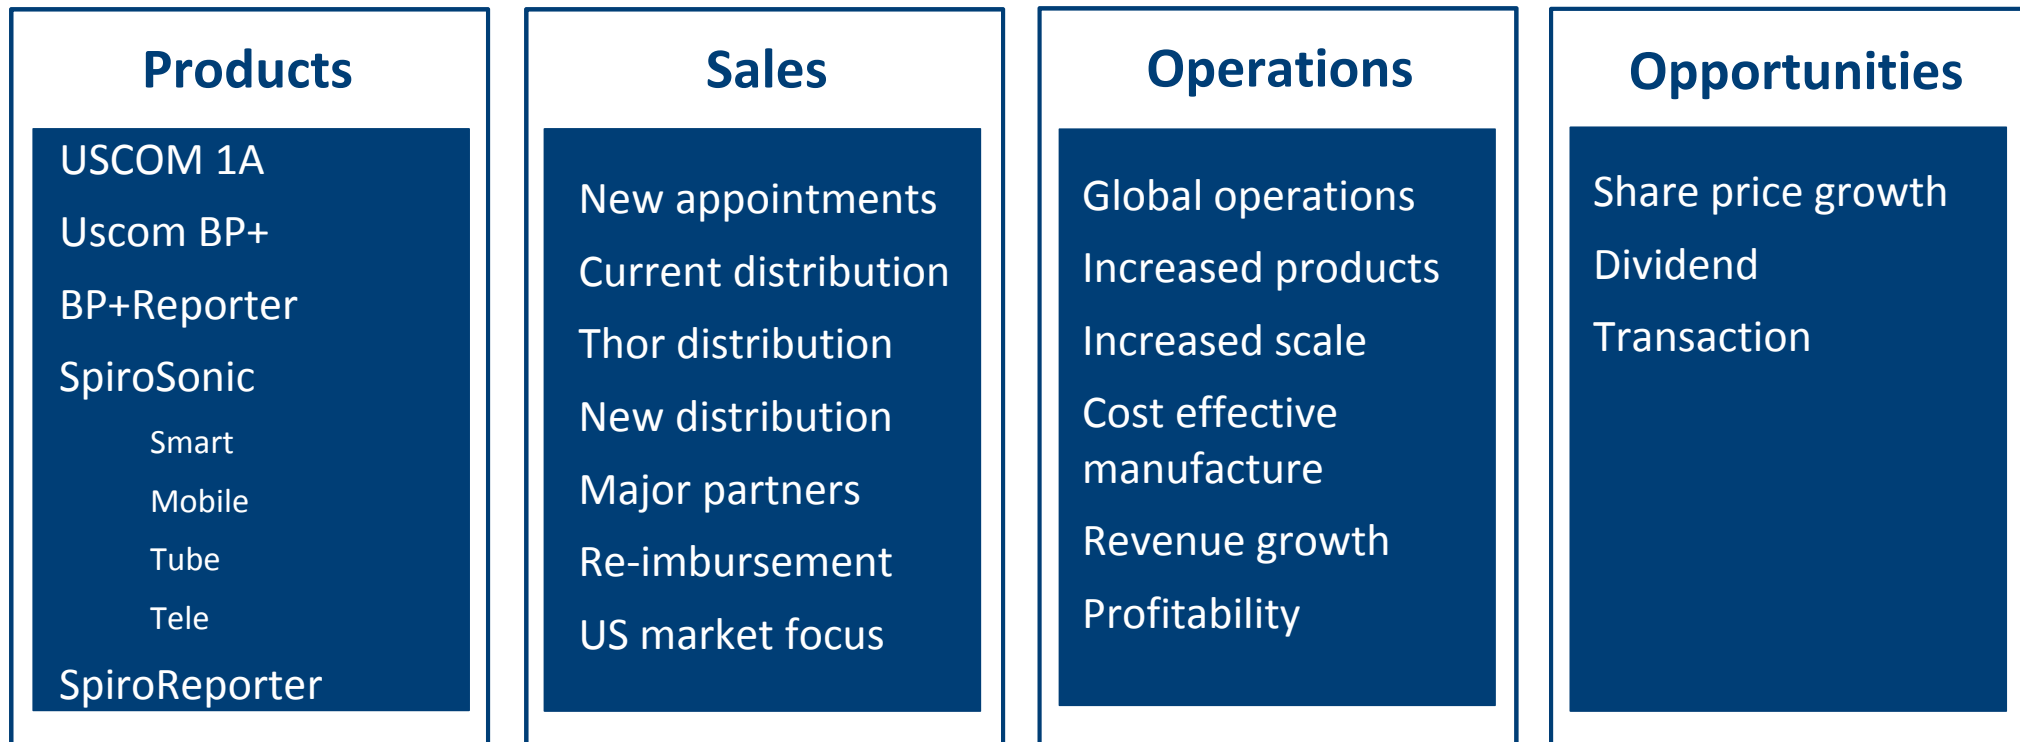 Products
USCOM 1A
Uscom BP+
BP+Reporter
SpiroSonic
Smart
Mobile
Tube
Tele
SpiroReporter
Sales
New appointments
Current distribution
Thor distribution
New distribution
Major partners
Re-imbursement
US market focus
Operations
Global operations
Increased products
Increased scale
Cost effective
manufacture
Revenue growth
Profitability
Opportunities
Share price growth
Dividend
Transaction